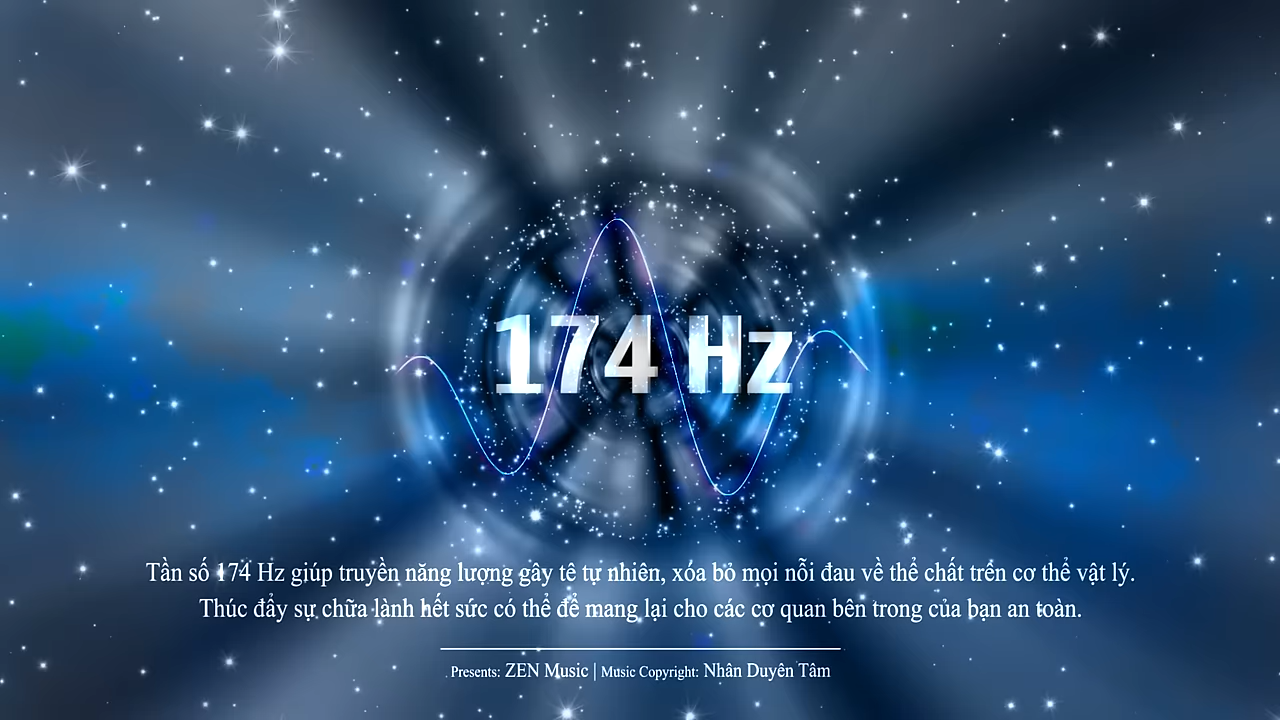 174 Hz
Tần số 174 Hz giúp truyền năng lượng gây tê tự nhiên, xóa bỏ mọi nỗi đau về thể chất trên cơ thể vật lý.
Thúc đẩy sự chữa lành hết sức có thể để mang lại cho các cơ quan bên trong của bạn an toàn.
Presents: ZEN Music | Music Copyright: Nhân Duyên Tâm